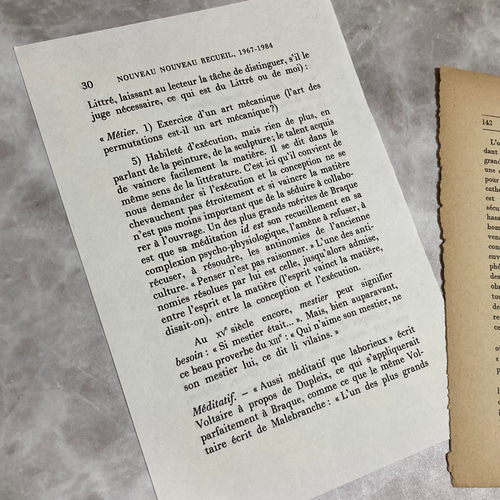 30 NOUVEAU NOUVEAU RECUEIL, 1967-1984
Littré, laissant au lecteur la tâche de distinguer, s'il le
juge nécessaire, ce qui est du Littré ou de moi) :
« Métier. 1) Exercice d'un art mécanique (l'art des
permutations est-il un art mécanique?)
5) Habileté d'exécution, mais rien de plus, en
parlant de la peinture, de la sculpture; le talent acquis
de vaincre facilement la matière. Il se dit dans le
même sens de la littérature. C'est ici qu'il convient de
nous demander si l'exécution et la conception ne se
chevauchent pas étroitement et si vaincre la matière
n'est pas moins important que de la séduire à collabo-
rer à l'ouvrage. Un des plus grands mérites de Braque
est que sa méditation id est son recueillement en sa
complexion psycho-physiologique, l'amène à refuser, à
récuser, à résoudre, les antinomies de l'ancienne
culture. « Penser n'est pas raisonner. » L'une des anti-
nomies résolues par lui est celle, jusqu'alors admise,
entre l'esprit et la matière (l'esprit vainct la matière,
disait-on), entre la conception et l'exécution.
Au XVe siècle encore, mestier peut signifier
besoin : « Si mestier était... ». Mais, bien auparavant,
ce beau proverbe du XIIIe : « Qui n'aime son mestier, ne
son mestier lui, ce dit li vilains. »
Méditatif. – « Aussi méditatif que laborieux » écrit
Voltaire à propos de Dupleix, ce qui s'appliquerait
parfaitement à Braque, comme ce que le même Vol-
taire écrit de Malebranche : « L'un des plus grands
142